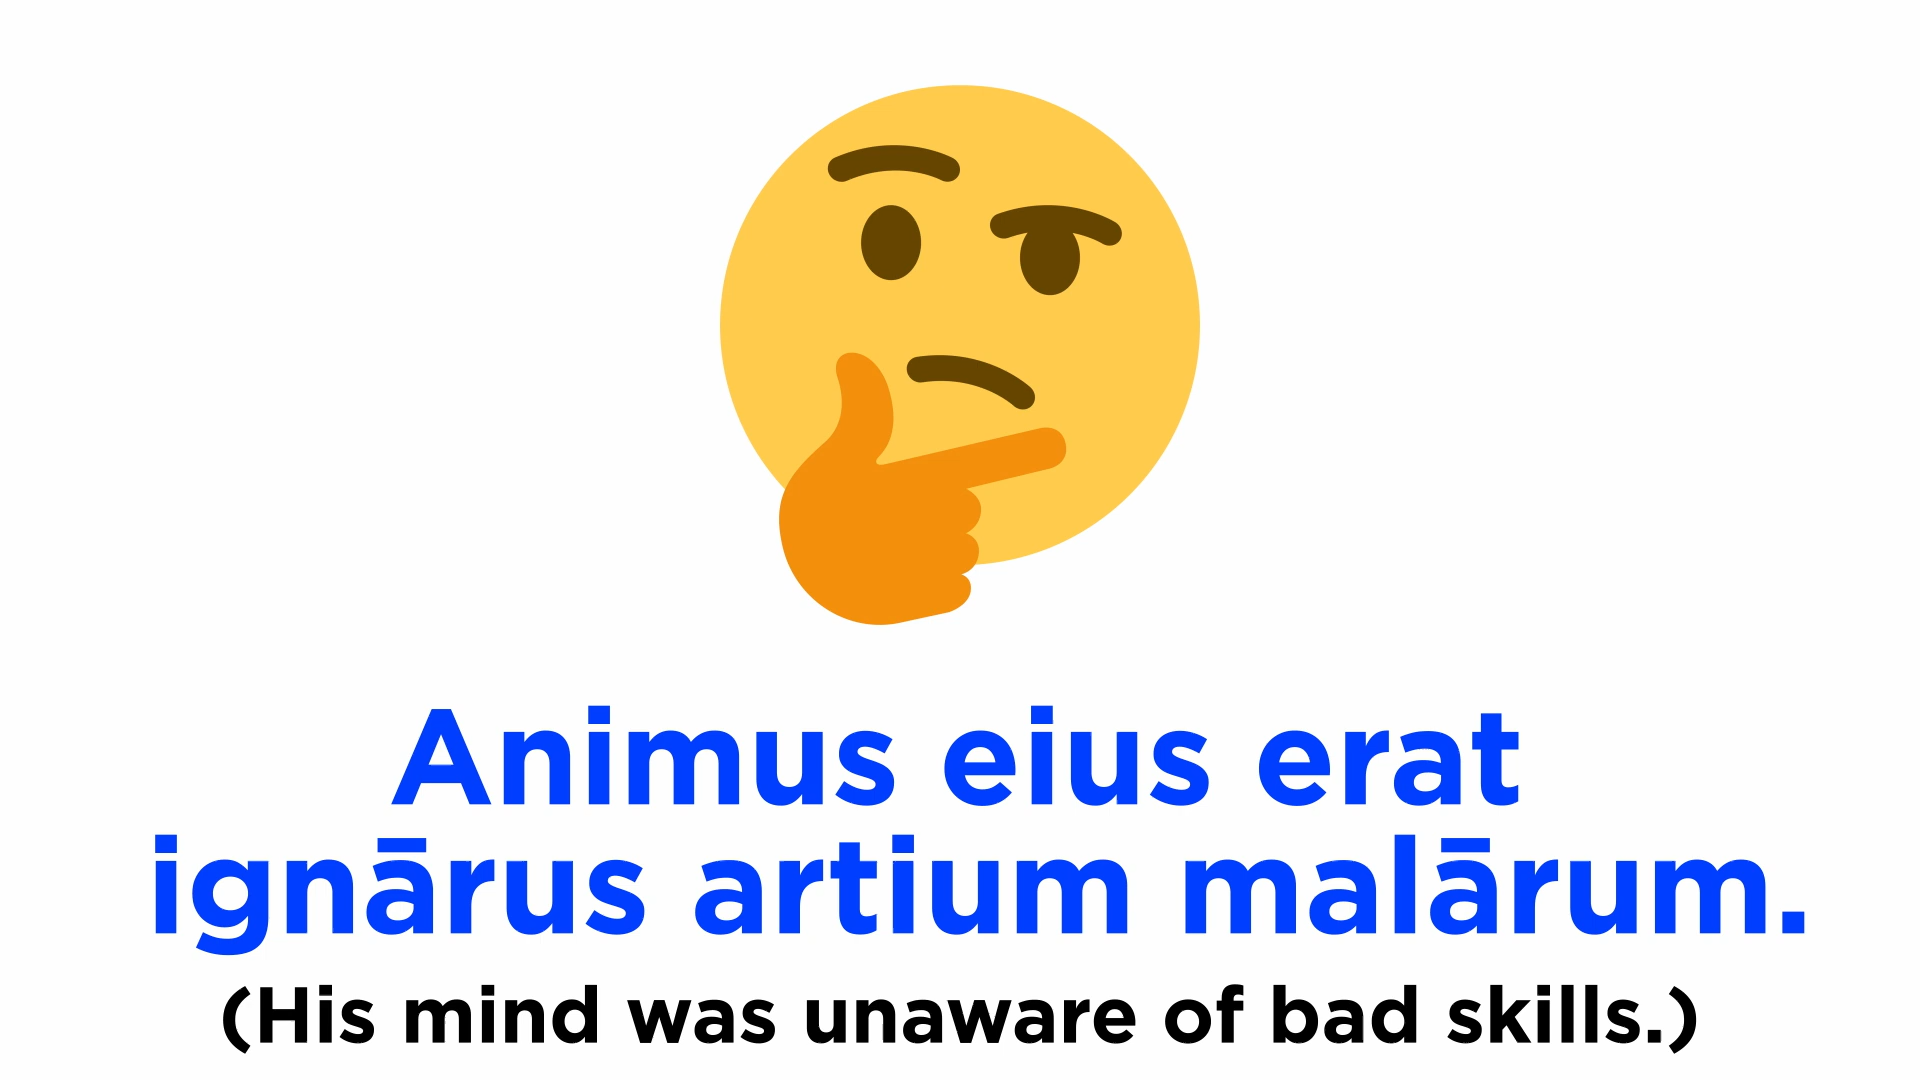 Animus eius erat
ignārus artium malārum.
(His mind was unaware of bad skills.)